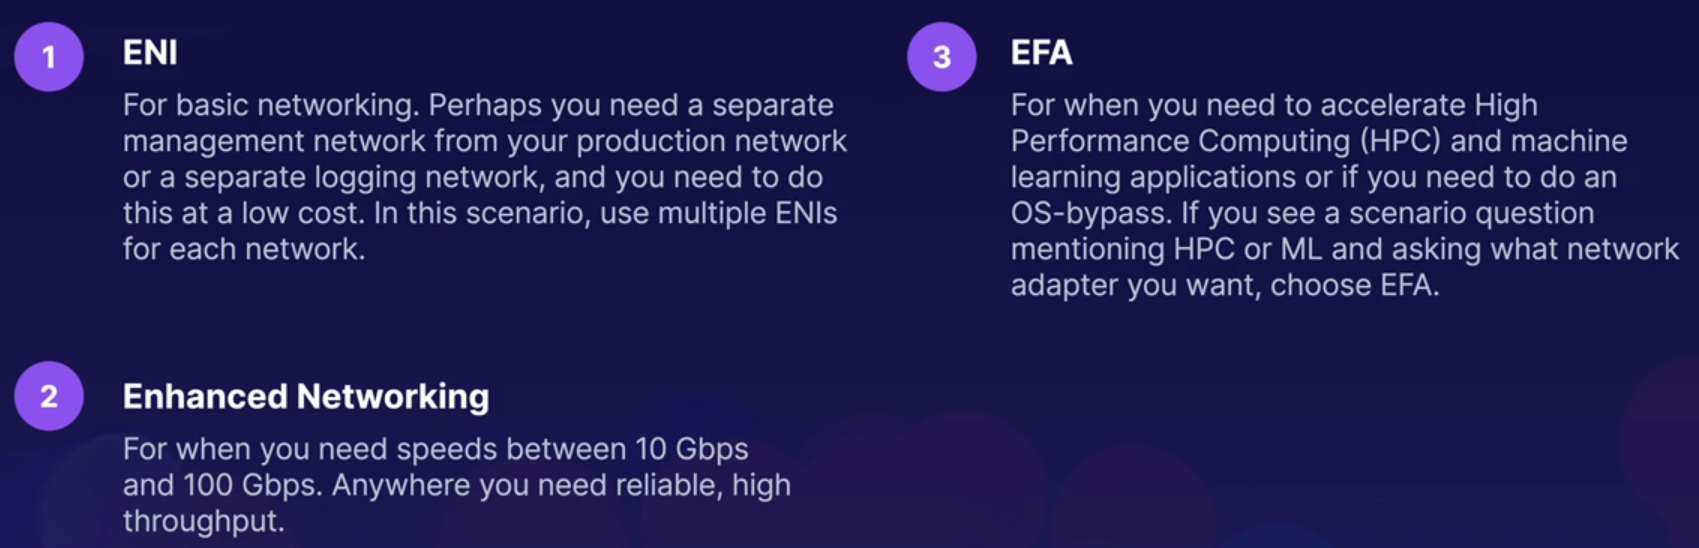 1
ENI
For basic networking. Perhaps you need a separate
management network from your production network
or a separate logging network, and you need to do
this at a low cost. In this scenario, use multiple ENIs
for each network.
2
Enhanced Networking
For when you need speeds between 10 Gbps
and 100 Gbps. Anywhere you need reliable, high
throughput.
3
EFA
For when you need to accelerate High
Performance Computing (HPC) and machine
learning applications or if you need to do an
OS-bypass. If you see a scenario question
mentioning HPC or ML and asking what network
adapter you want, choose EFA.